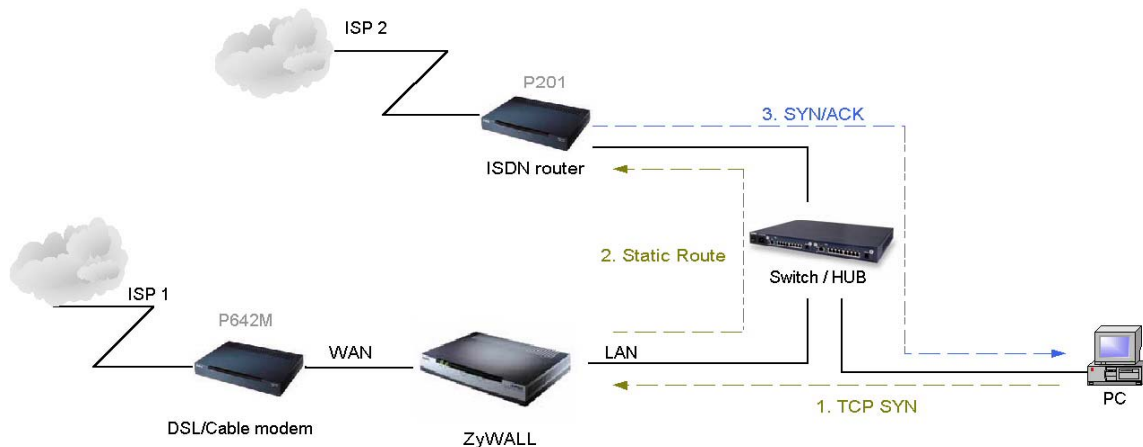 ISP 2
P201
3. SYN/ACK
ISDN router
2. Static Route
Switch / HUB
ISP 1
P642M
WAN
LAN
PC
1. TCP SYN
DSL/Cable modem
ZyWALL